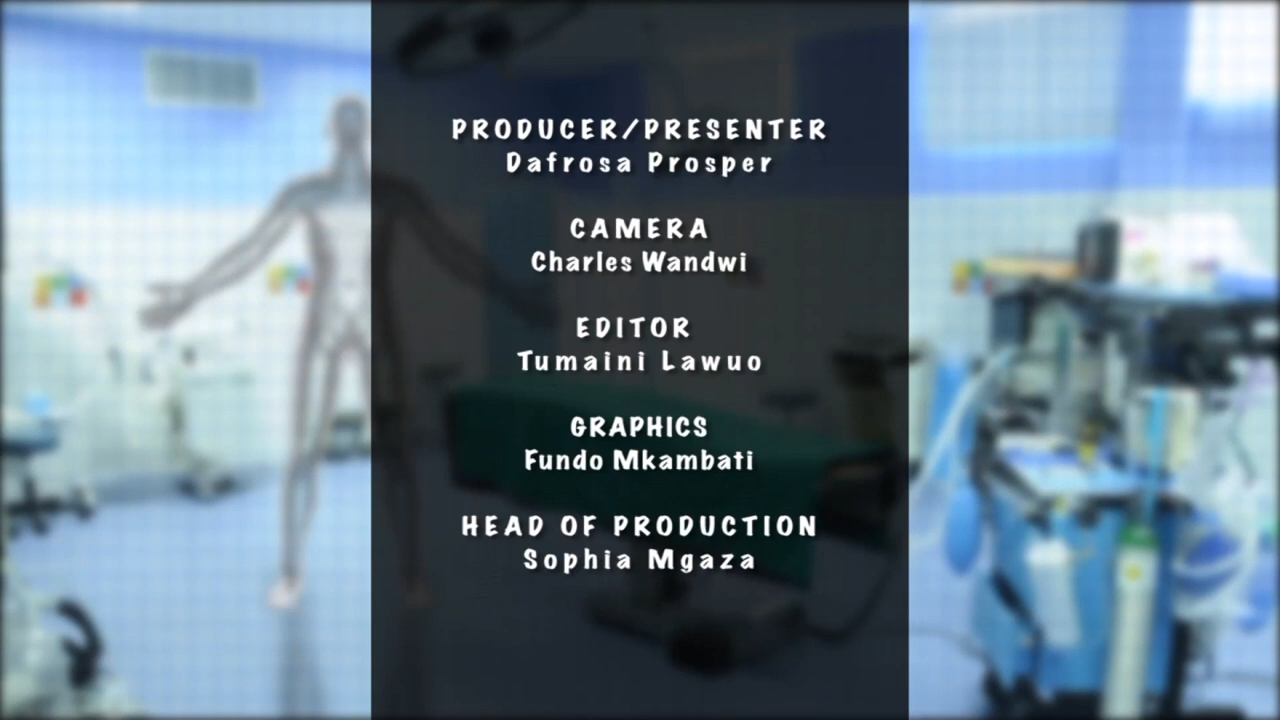 PRODUCER/PRESENTER
Dafrosa Prosper
CAMERA
Charles Wandwi
EDITOR
Tumaini Lawuo
GRAPHICS
Fundo Mkambati
HEAD OF PRODUCTION
Sophia Mgaza